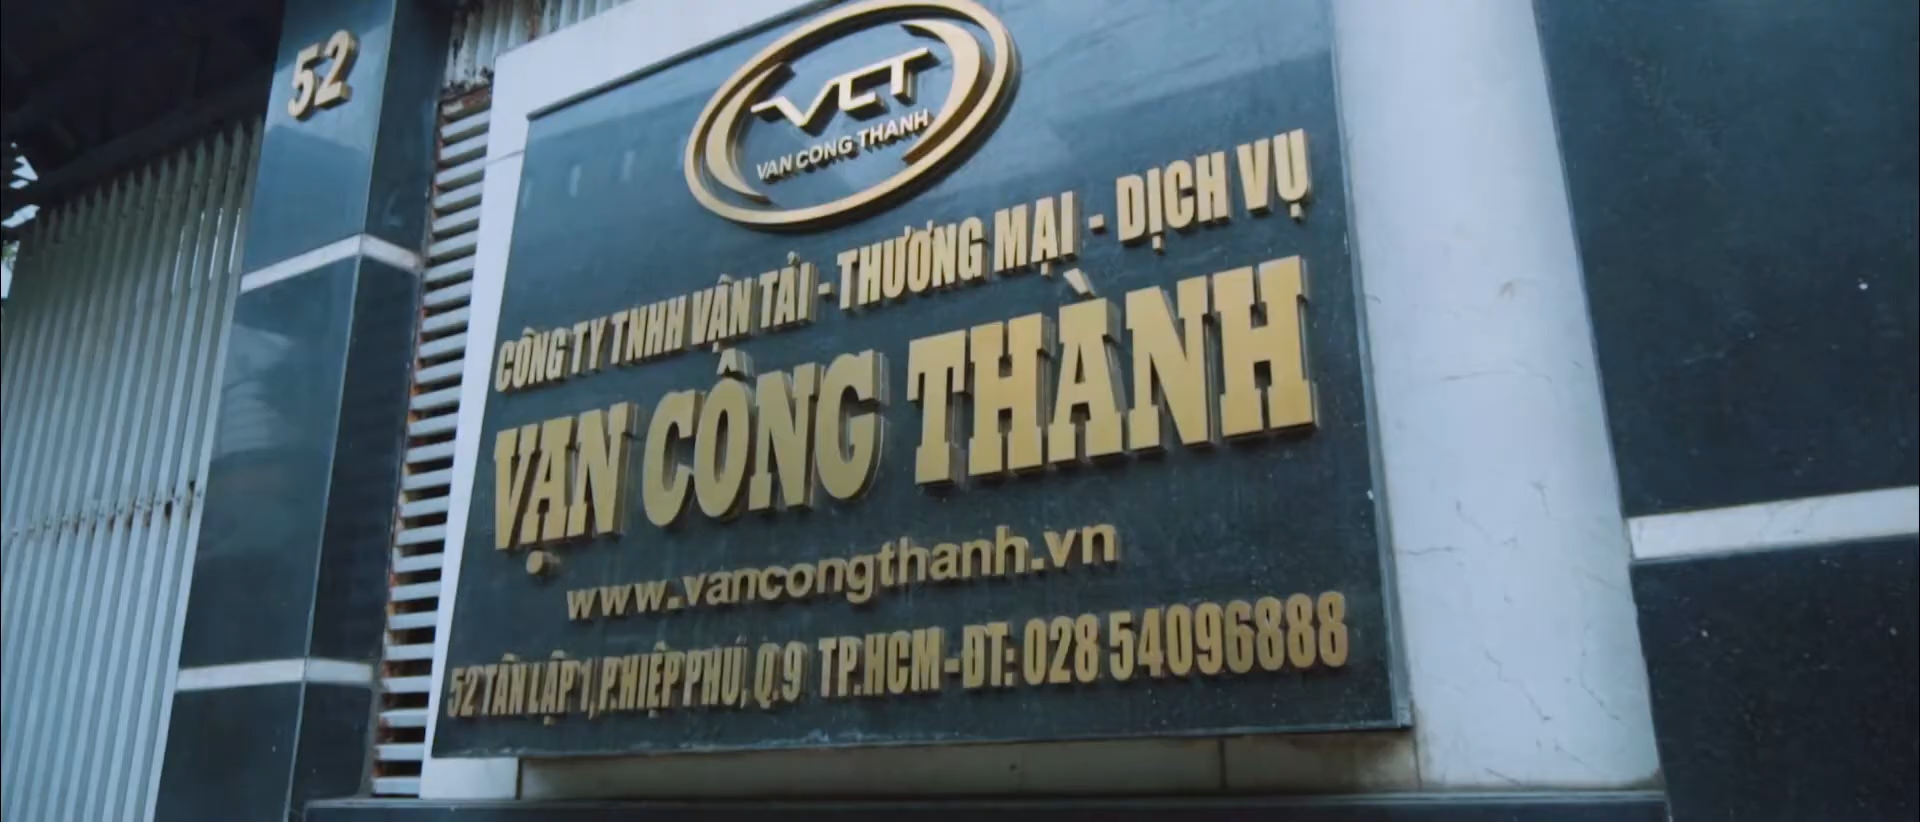 52
VCT
VAN CONG THANH
CÔNG TY TNHH VẬN TẢI - THƯƠNG MẠI - DỊCH VỤ
VẠN CÔNG THÀNH
www.vancongthanh.vn
52 TÂN LẬP 1, P.HIỆP PHÚ, Q.9 TP.HCM-ĐT: 028 54096888